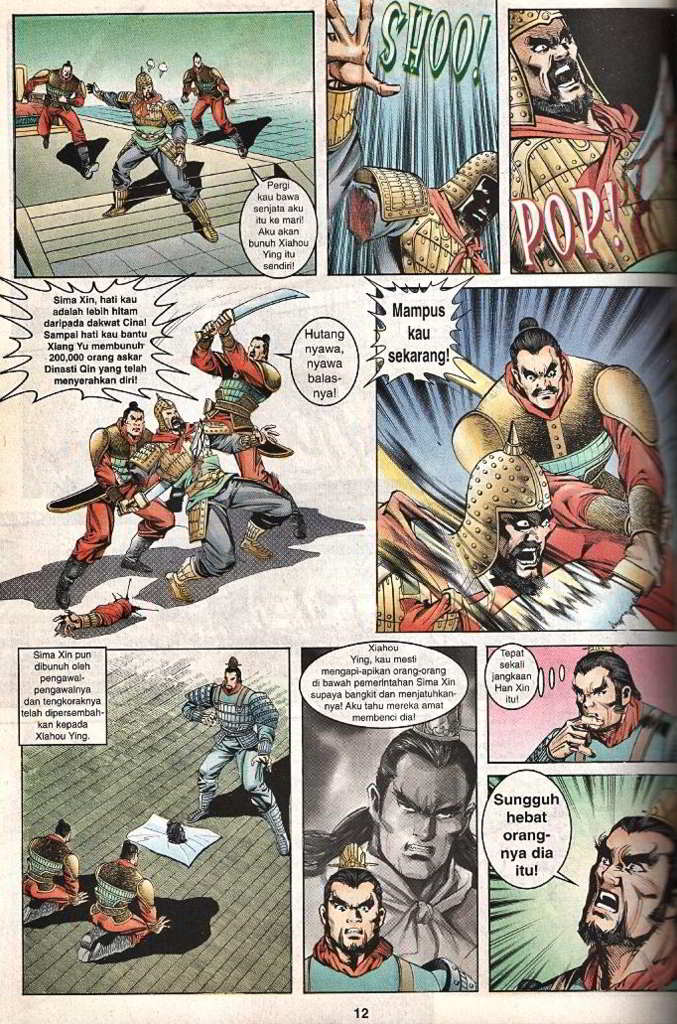 Pergi
kau bawa
senjata aku
itu ke mari!
Aku akan
bunuh Xiahou
Ying itu
sendiri!
SHOO!
POP!
Sima Xin, hati kau
adalah lebih hitam
daripada dakwat Cina!
Sampai hati kau bantu
Xiang Yu membunuh
200,000 orang askar
Dinasti Qin yang telah
menyerahkan diri!
Hutang
nyawa,
nyawa
balas-
nya!
Mampus
kau
sekarang!
Sima Xin pun
dibunuh oleh
pengawal-
pengawalnya
dan tengkoraknya
telah dipersembah-
kan kepada
Xiahou Ying.
Xiahou
Ying, kau mesti
mengapi-apikan orang-orang
di bawah pemerintahan Sima Xin
supaya bangkit dan menjatuhkan-
nya! Aku tahu mereka amat
membenci dia!
Tepat
sekali
jangkaan
Han Xin
itu!
Sungguh
hebat
orang-
nya dia
itu!
12